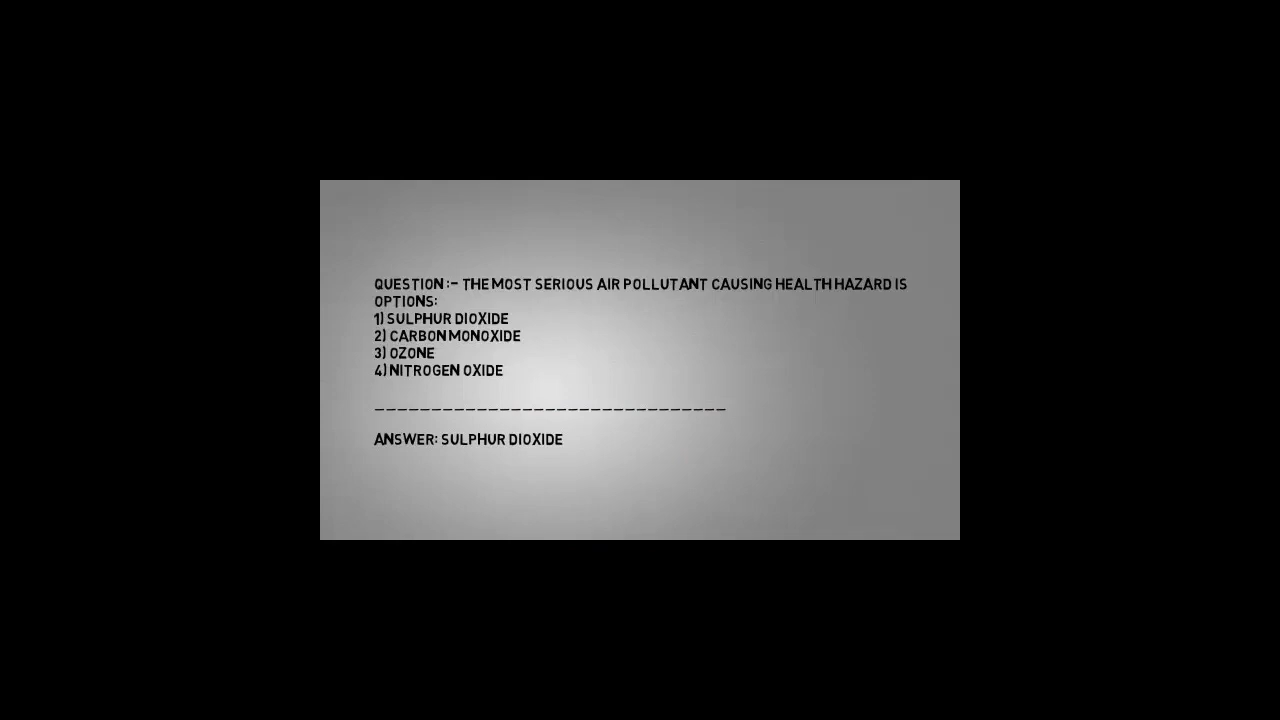 QUESTION :- THE MOST SERIOUS AIR POLLUTANT CAUSING HEALTH HAZARD IS
OPTIONS:
1) SULPHUR DIOXIDE
2) CARBON MONOXIDE
3) OZONE
4) NITROGEN OXIDE
_______________________________
ANSWER: SULPHUR DIOXIDE